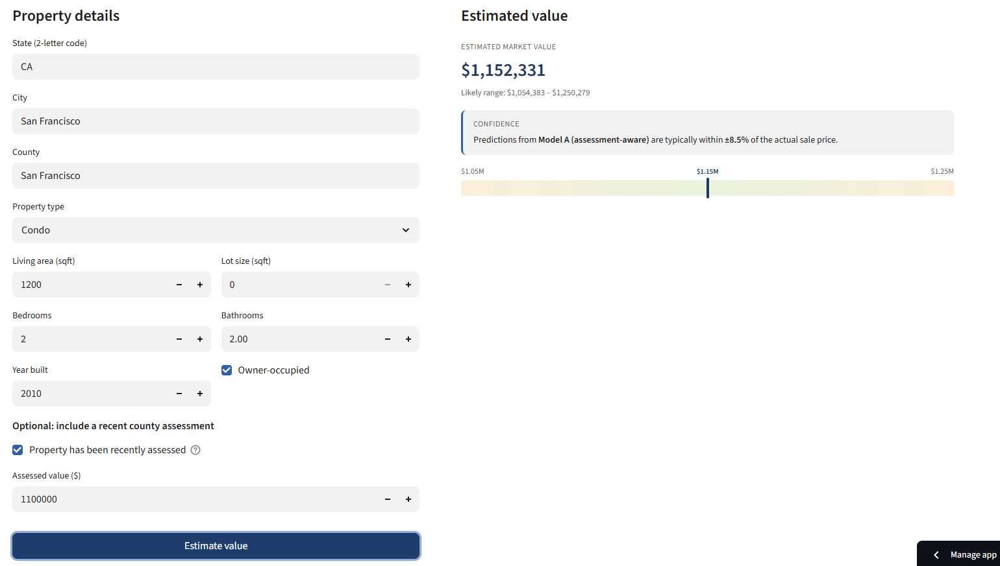 Property details
State (2-letter code)
CA
City
San Francisco
County
San Francisco
Property type
Condo
Living area (sqft)
1200
Lot size (sqft)
0
Bedrooms
2
Bathrooms
2.00
Year built
2010
Owner-occupied
Optional: include a recent county assessment
Property has been recently assessed
Assessed value ($)
1100000
Estimate value
Estimated value
ESTIMATED MARKET VALUE
$1,152,331
Likely range: $1,054,383 – $1,250,279
CONFIDENCE
Predictions from Model A (assessment-aware) are typically within ±8.5% of the actual sale price.
$1.05M $1.15M $1.25M
Manage app